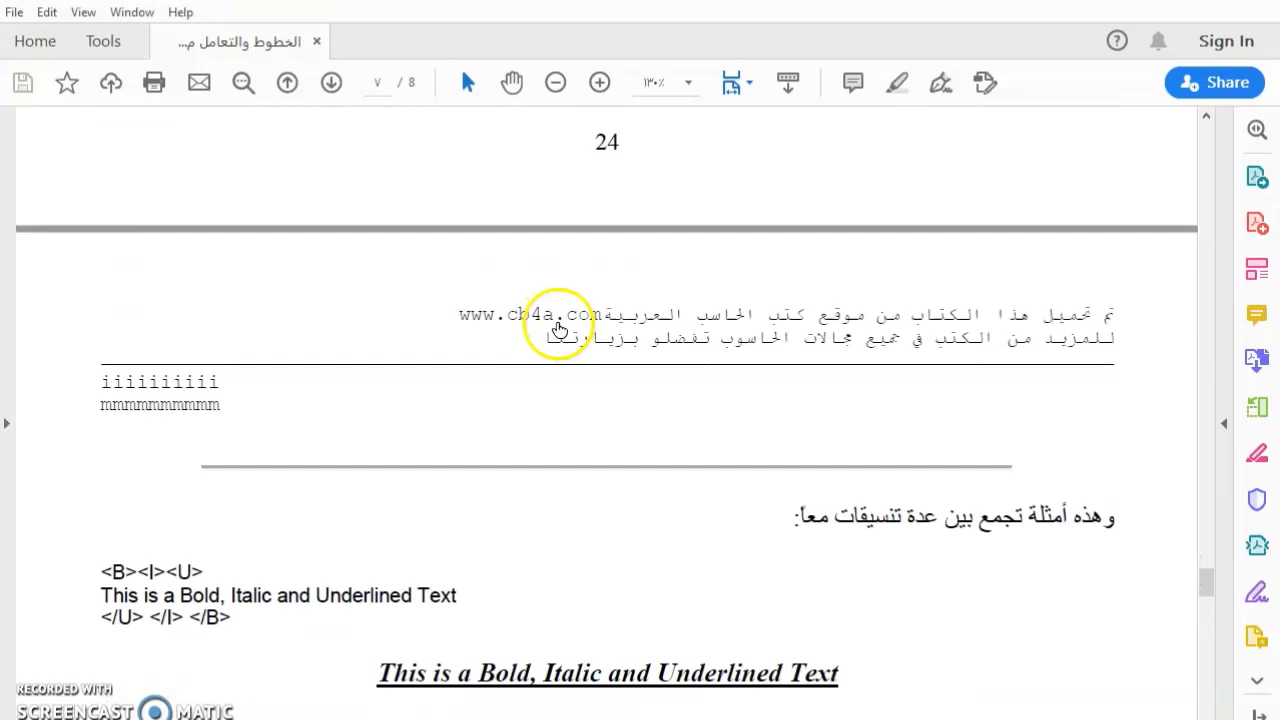 File Edit View Window Help
Home Tools الخطوط والتعامل م... × Sign In
٧ / 8 ١٣٠٪ Share
24
تم تحميل هذا الكتاب من موقع كتب الحاسب العربية www.cb4a.com
للمزيد من الكتب في جميع مجالات الحاسوب تفضلو بزيارتنا
iiiiiiiiii
mmmmmmmmmm
وهذه أمثلة تجمع بين عدة تنسيقات معاً:
<B><I><U>
This is a Bold, Italic and Underlined Text
</U> </I> </B>
This is a Bold, Italic and Underlined Text
RECORDED WITH
SCREENCAST MATIC